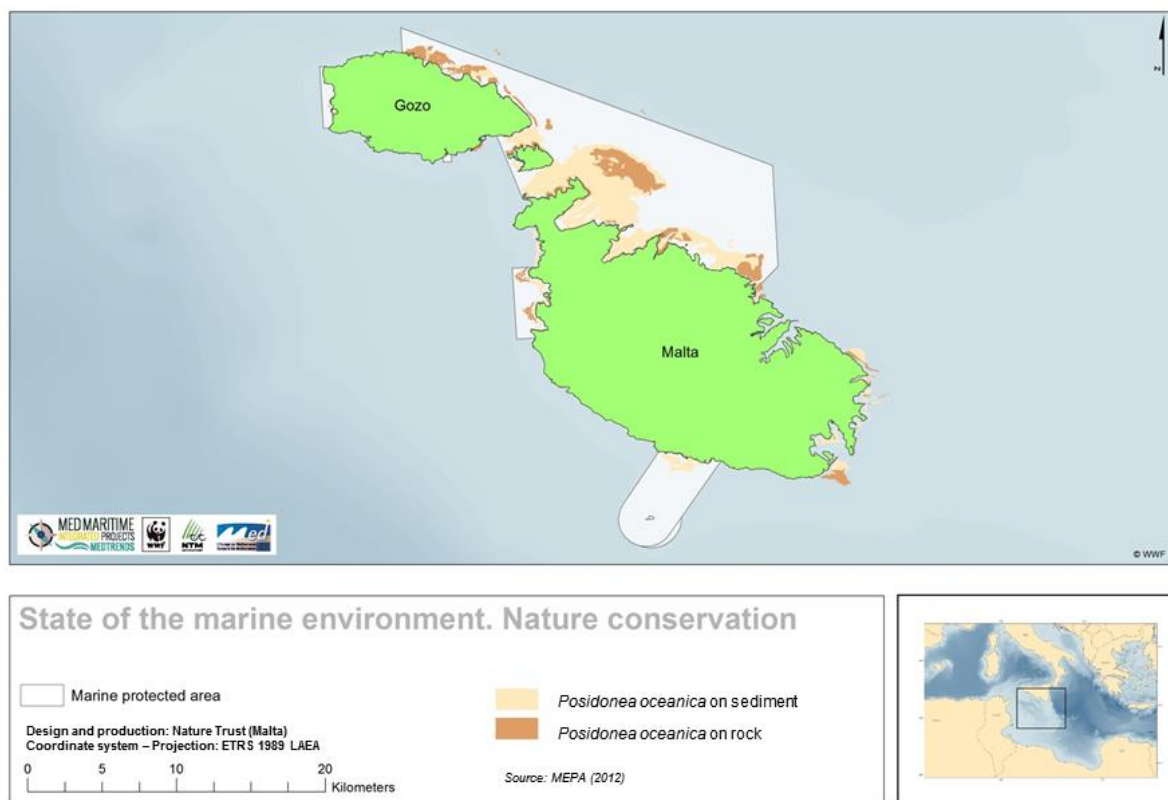 N
Gozo
Malta
MED MARITIME
INTEGRATED PROJECTS
MEDTRENDS
WWF
NTM
Med
© WWF
State of the marine environment. Nature conservation
Marine protected area
Posidonea oceanica on sediment
Posidonea oceanica on rock
Design and production: Nature Trust (Malta)
Coordinate system – Projection: ETRS 1989 LAEA
0 5 10 20
Kilometers
Source: MEPA (2012)